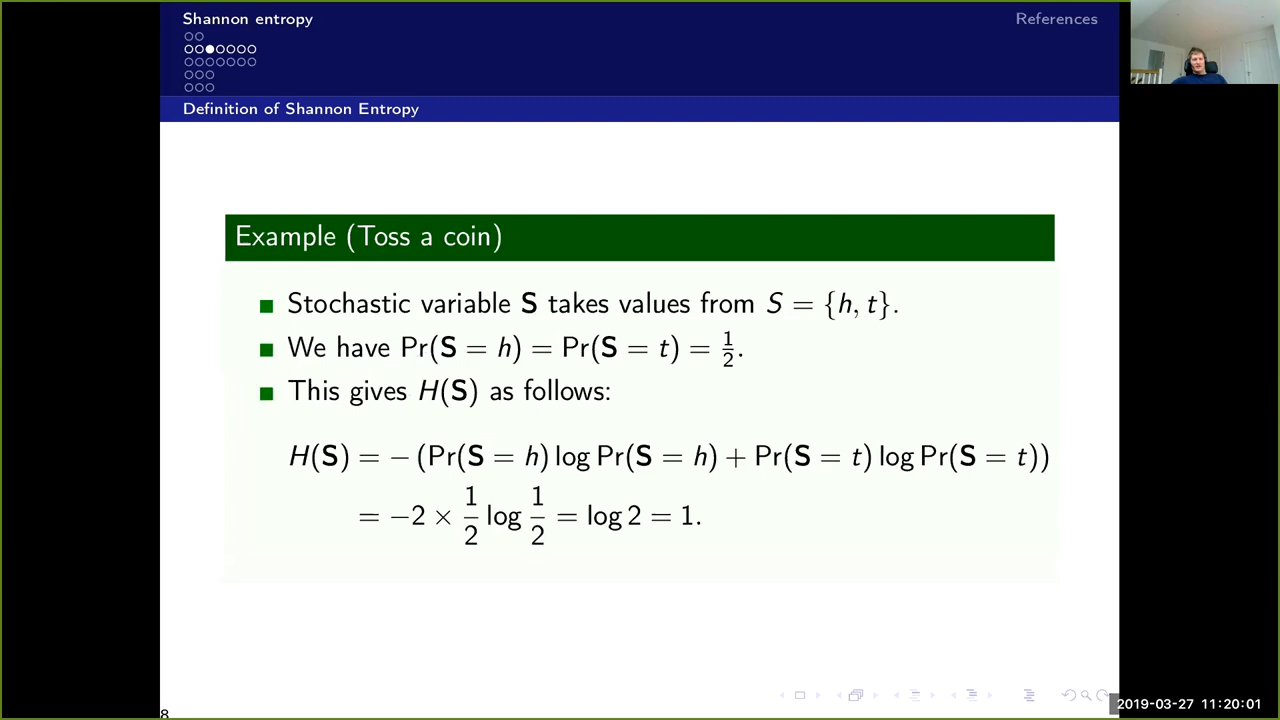 Shannon entropy
References
Definition of Shannon Entropy
Example (Toss a coin)
Stochastic variable S takes values from S = {h, t}.
We have Pr(S = h) = Pr(S = t) = 1/2.
This gives H(S) as follows:
H(S) = −(Pr(S = h) log Pr(S = h) + Pr(S = t) log Pr(S = t))
= −2 × 1/2 log 1/2 = log 2 = 1.
2019-03-27 11:20:01
8